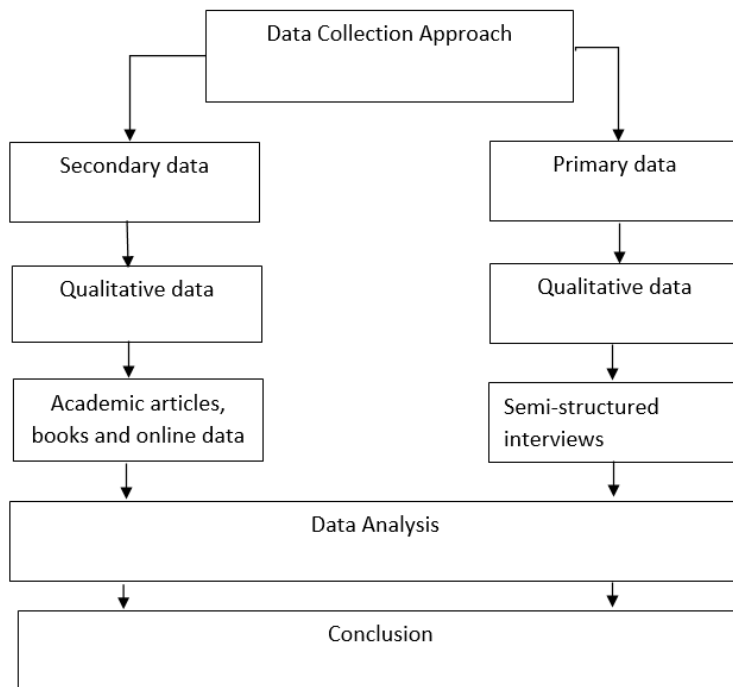 Data Collection Approach
Secondary data
Primary data
Qualitative data
Qualitative data
Academic articles,
books and online data
Semi-structured
interviews
Data Analysis
Conclusion